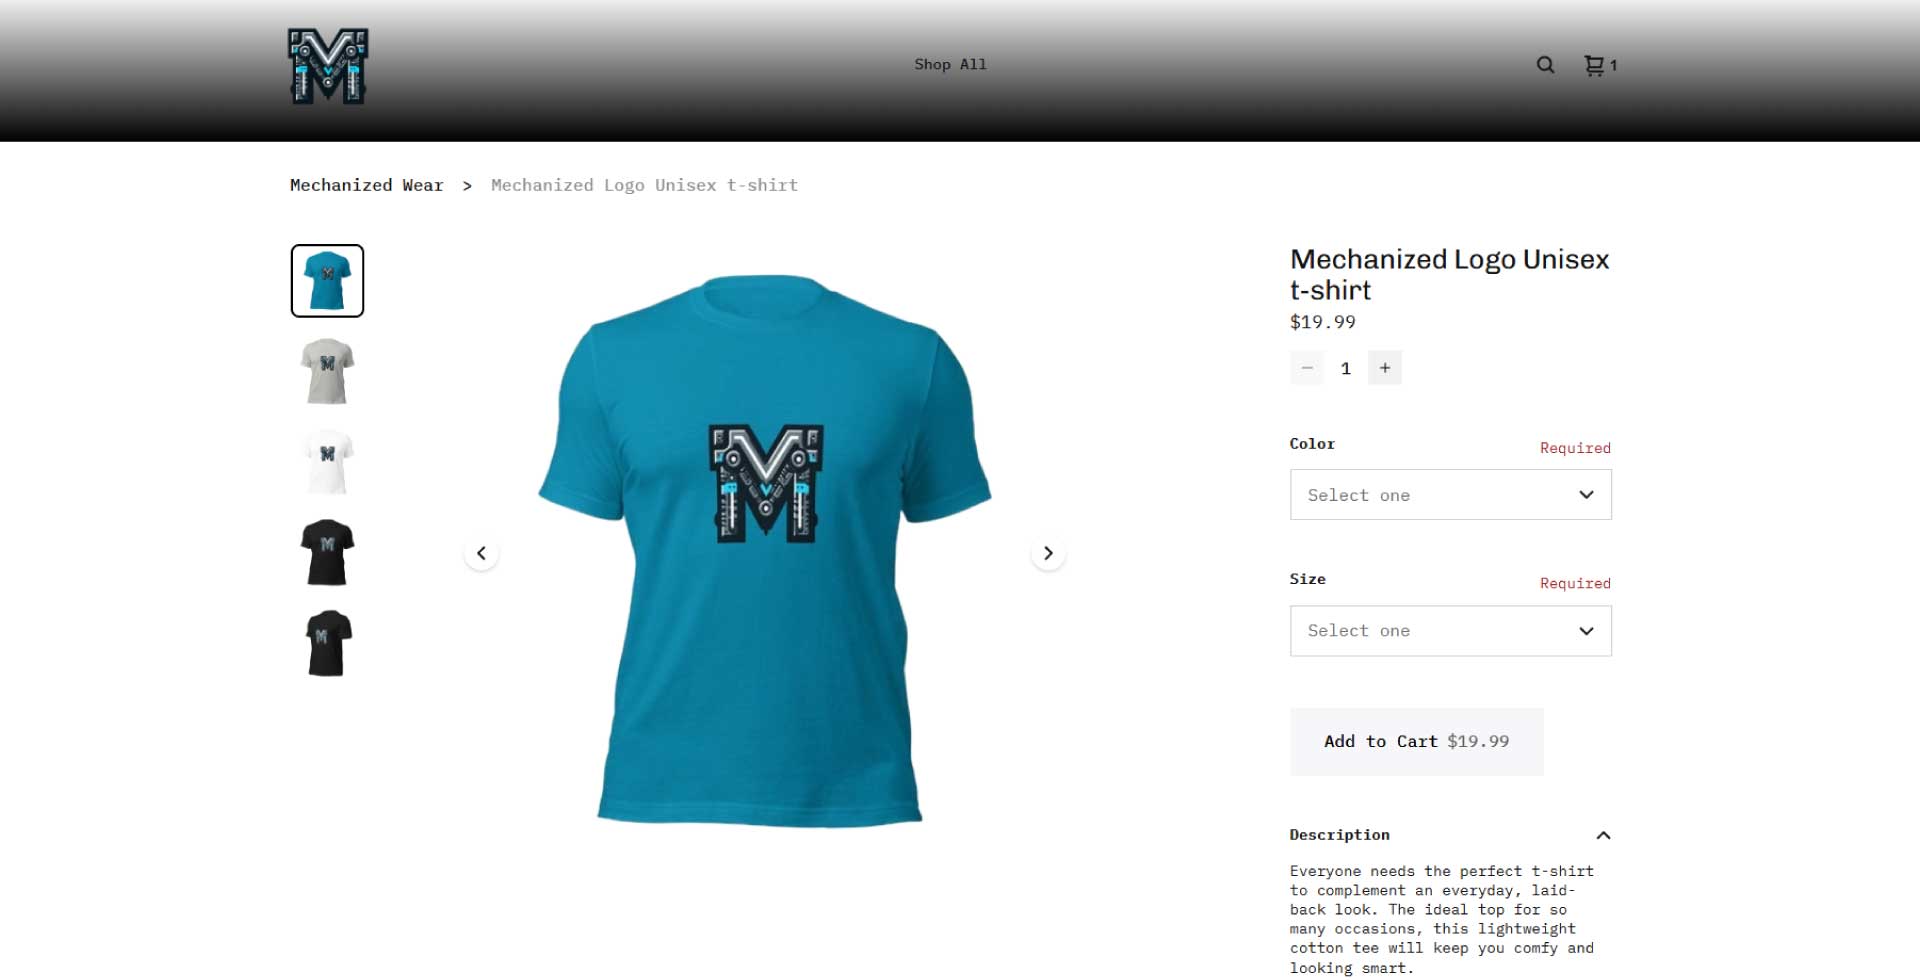 M
Shop All
1
Mechanized Wear > Mechanized Logo Unisex t-shirt
M
M
M
M
M
M
Mechanized Logo Unisex
t-shirt
$19.99
− 1 +
Color
Required
Select one
Size
Required
Select one
Add to Cart $19.99
Description
Everyone needs the perfect t-shirt
to complement an everyday, laid-
back look. The ideal top for so
many occasions, this lightweight
cotton tee will keep you comfy and
looking smart.